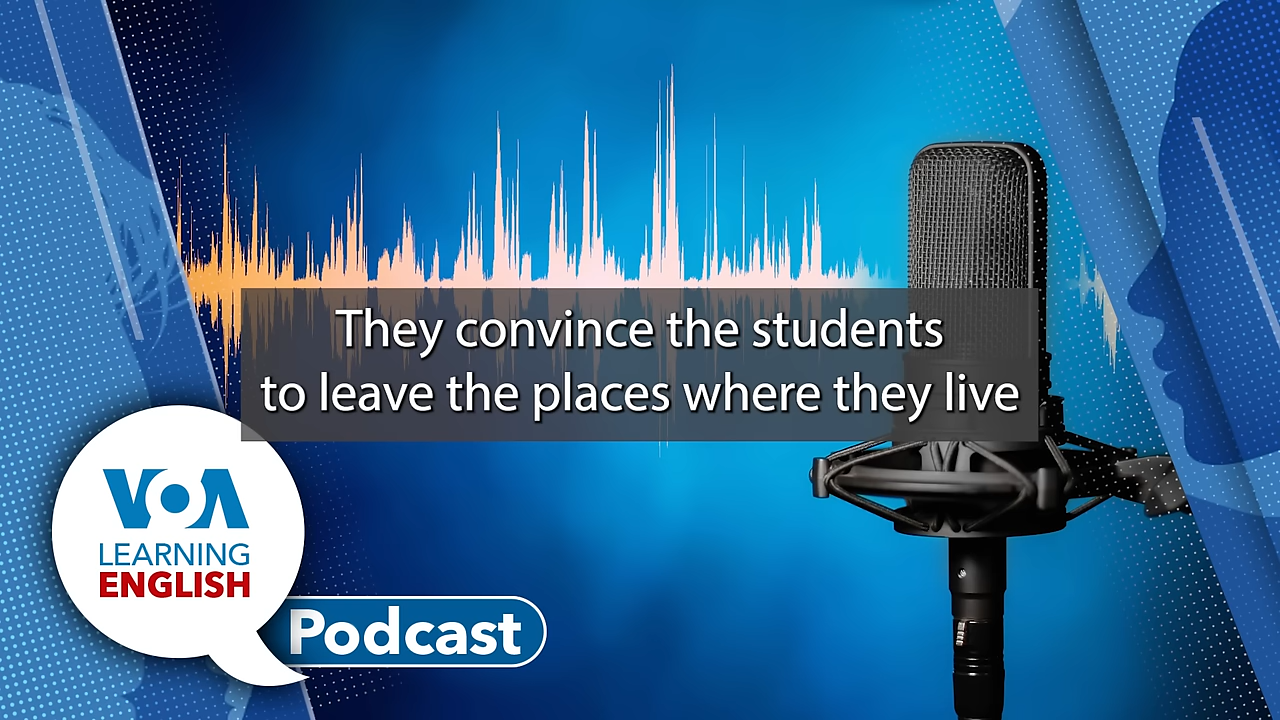 They convince the students
to leave the places where they live
VOA
LEARNING
ENGLISH
Podcast